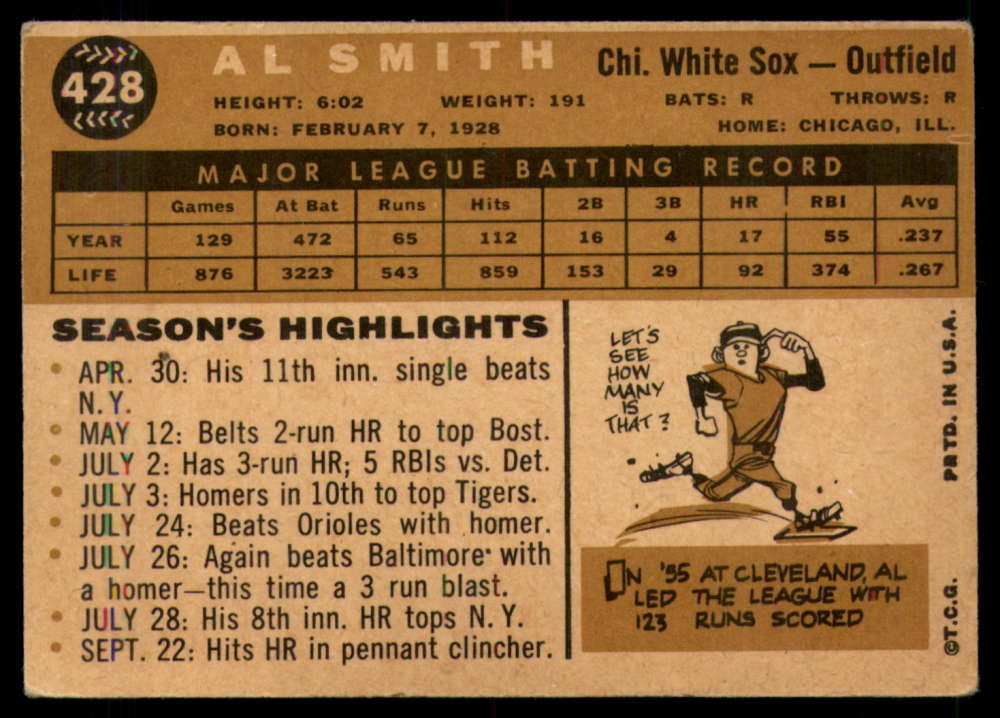 428
AL SMITH
Chi. White Sox — Outfield
HEIGHT: 6:02 WEIGHT: 191 BATS: R THROWS: R
BORN: FEBRUARY 7, 1928 HOME: CHICAGO, ILL.
MAJOR LEAGUE BATTING RECORD
Games At Bat Runs Hits 2B 3B HR RBI Avg
YEAR 129 472 65 112 16 4 17 55 .237
LIFE 876 3223 543 859 153 29 92 374 .267
SEASON'S HIGHLIGHTS
• APR. 30: His 11th inn. single beats
N.Y.
• MAY 12: Belts 2-run HR to top Bost.
• JULY 2: Has 3-run HR; 5 RBIs vs. Det.
• JULY 3: Homers in 10th to top Tigers.
• JULY 24: Beats Orioles with homer.
• JULY 26: Again beats Baltimore with
a homer—this time a 3 run blast.
• JULY 28: His 8th inn. HR tops N.Y.
• SEPT. 22: Hits HR in pennant clincher.
LET'S
SEE
HOW
MANY
IS
THAT?
IN '55 AT CLEVELAND, AL
LED THE LEAGUE WITH
123 RUNS SCORED
©T.C.G. PRTD. IN U.S.A.